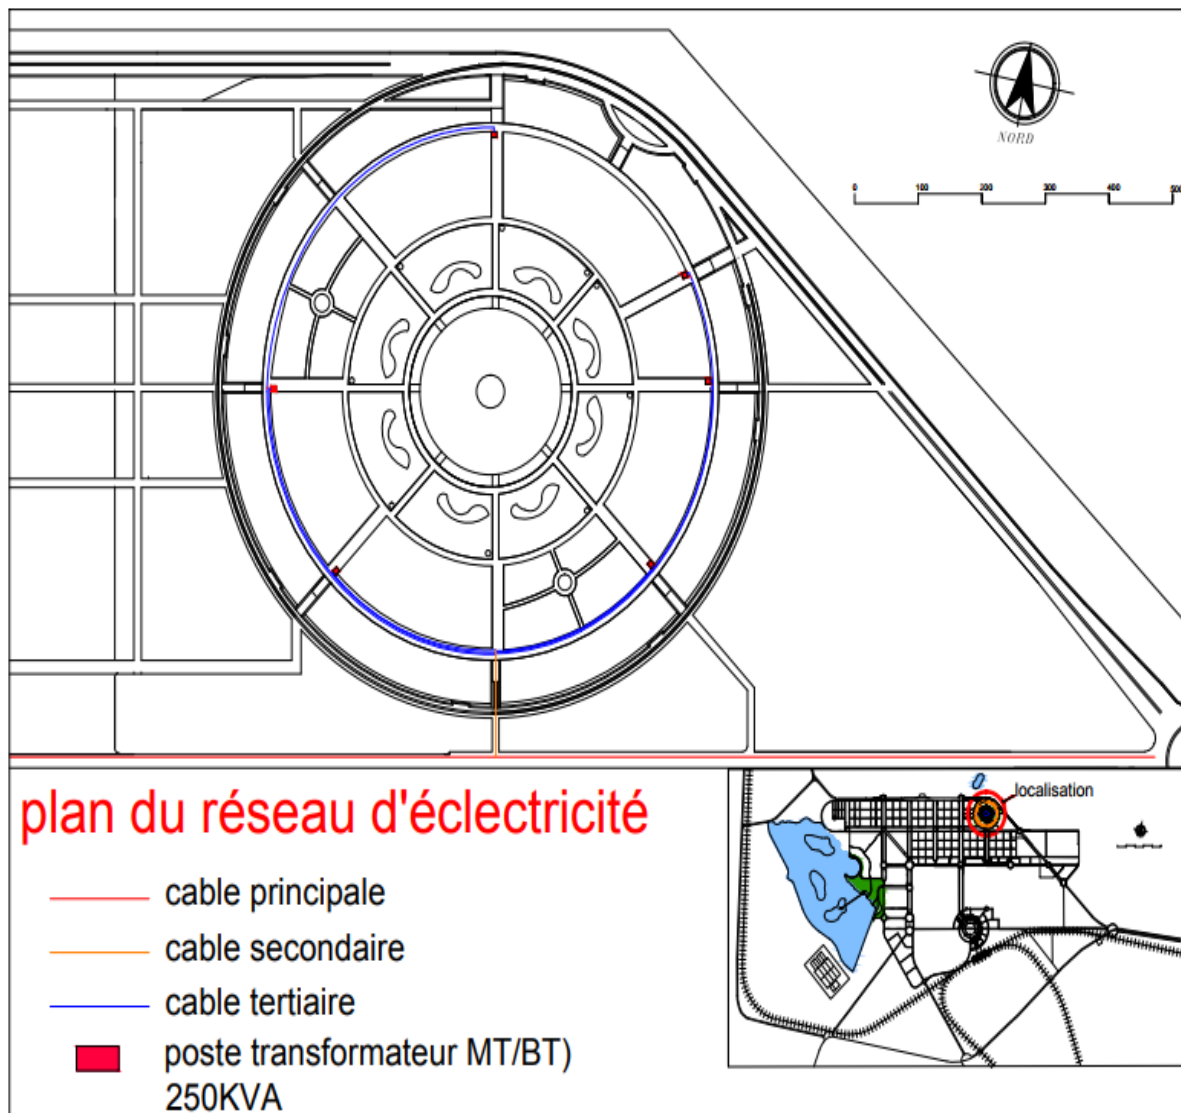 NORD
0 100 200 300 400 500
plan du réseau d'éclectricité
localisation
cable principale
cable secondaire
cable tertiaire
poste transformateur MT/BT)
250KVA